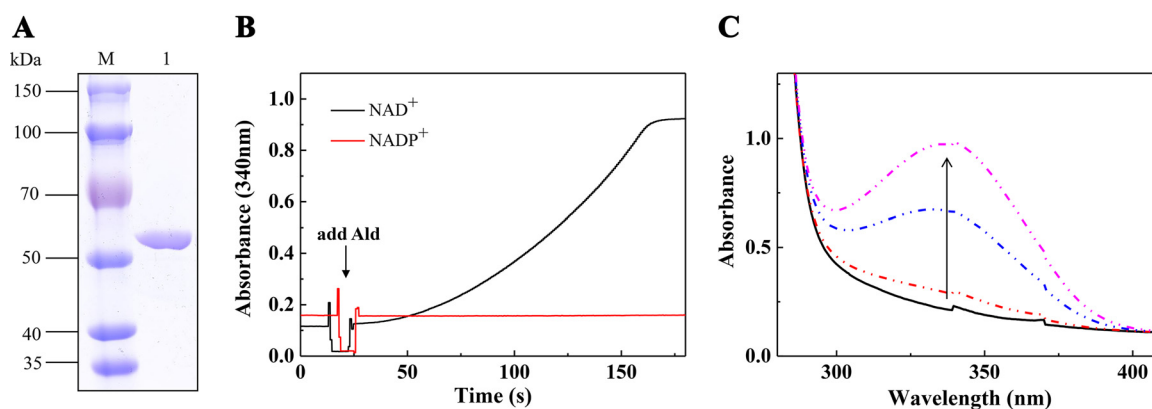 A
kDa
M
1
150
100
70
50
40
35
B
Absorbance (340nm)
1.0
0.8
0.6
0.4
0.2
0.0
NAD+
NADP+
add Ald
0
50
100
150
Time (s)
C
Absorbance
1.0
0.5
0.0
300
350
400
Wavelength (nm)